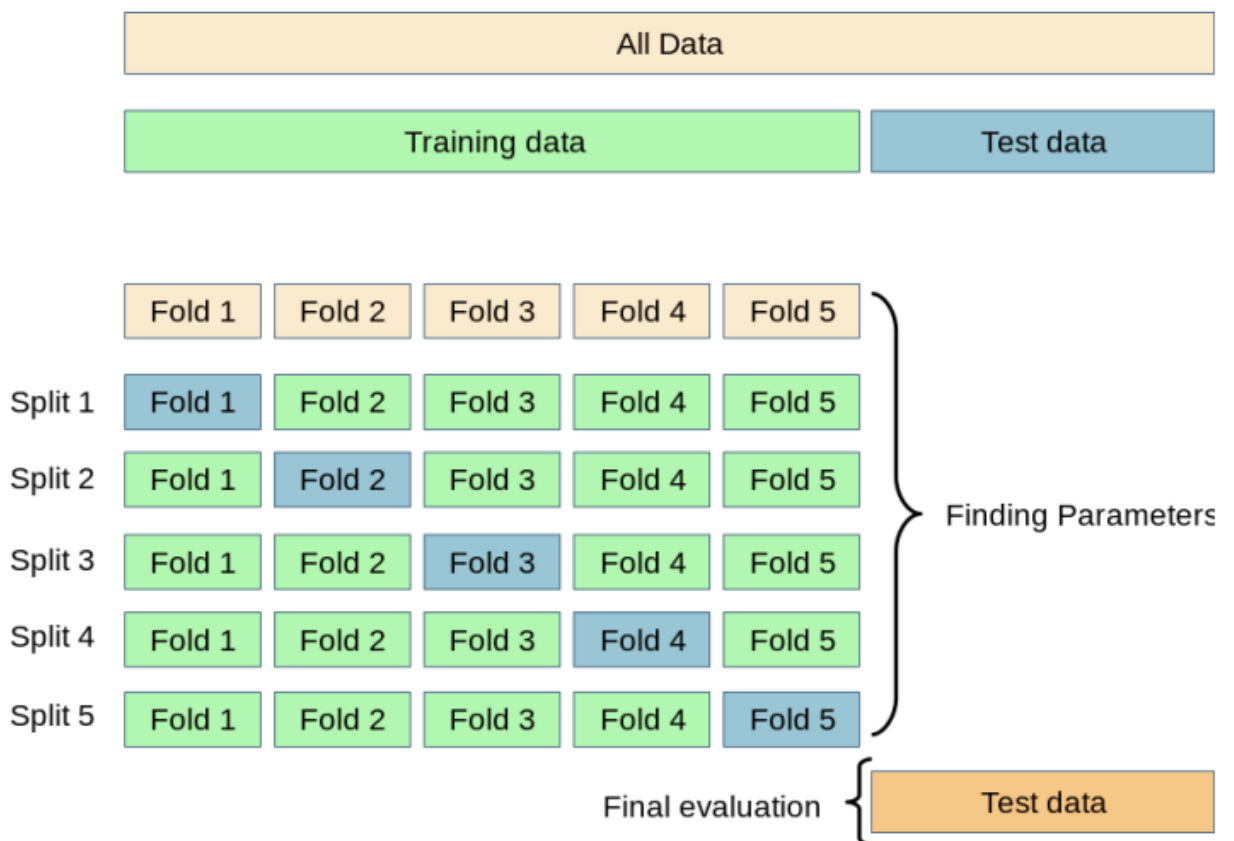 All Data
Training data Test data
Fold 1 Fold 2 Fold 3 Fold 4 Fold 5
Split 1 Fold 1 Fold 2 Fold 3 Fold 4 Fold 5
Split 2 Fold 1 Fold 2 Fold 3 Fold 4 Fold 5
Finding Parameters
Split 3 Fold 1 Fold 2 Fold 3 Fold 4 Fold 5
Split 4 Fold 1 Fold 2 Fold 3 Fold 4 Fold 5
Split 5 Fold 1 Fold 2 Fold 3 Fold 4 Fold 5
Final evaluation Test data